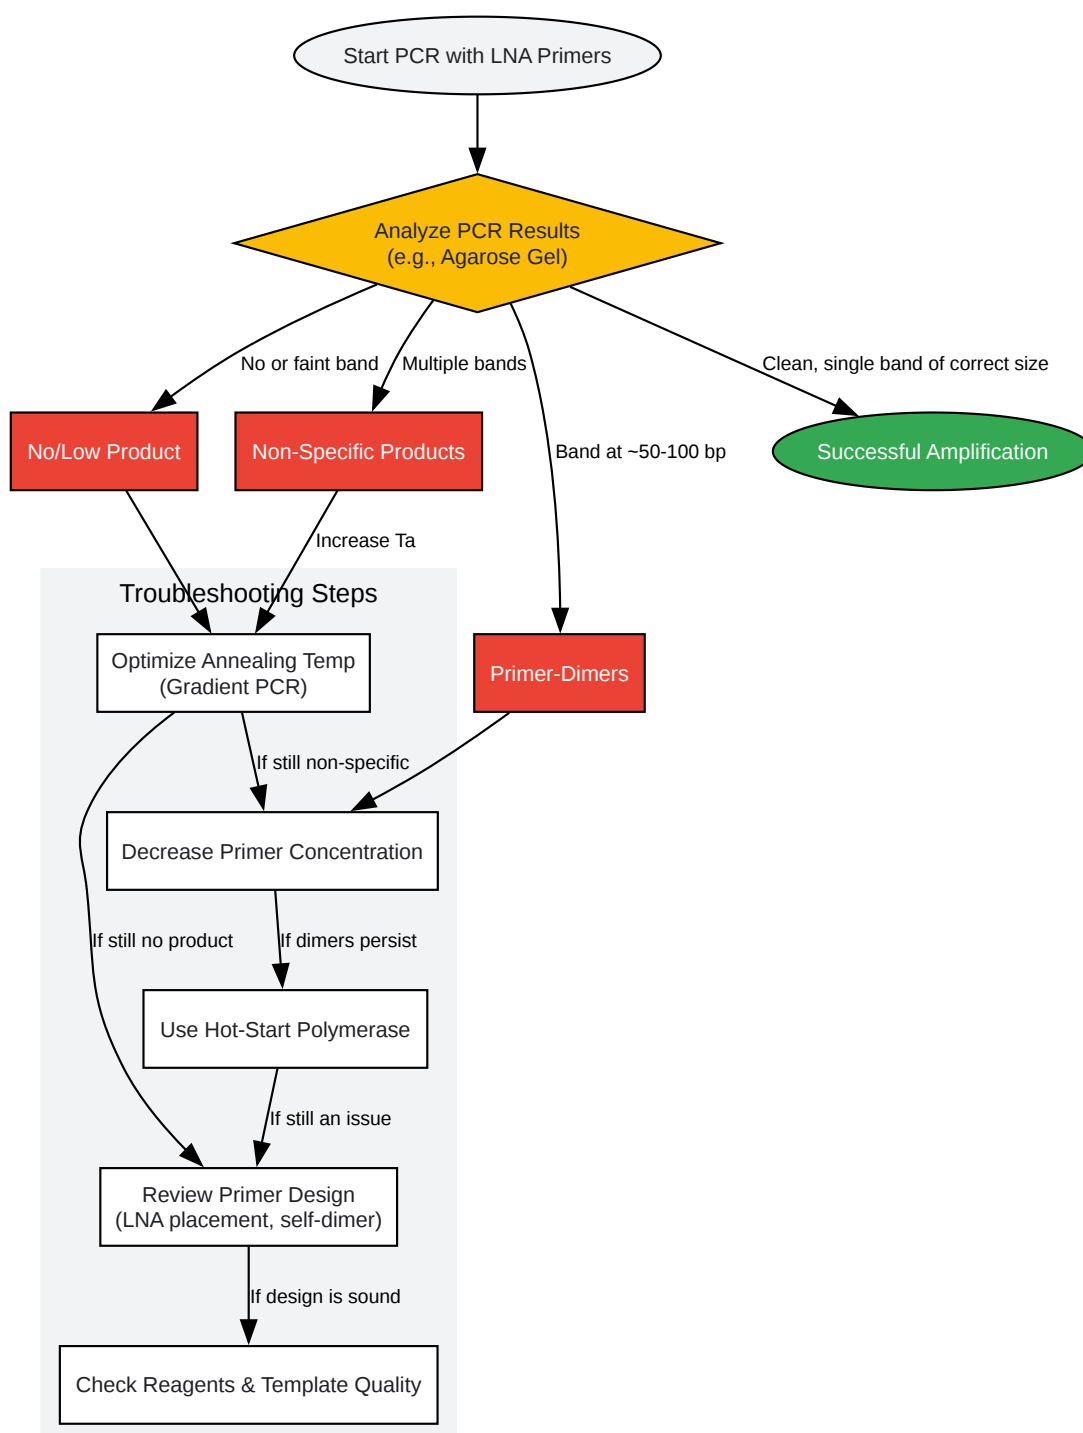 Start PCR with LNA Primers
Analyze PCR Results
(e.g., Agarose Gel)
No or faint band
Multiple bands
Clean, single band of correct size
No/Low Product
Non-Specific Products
Band at ~50-100 bp
Successful Amplification
Increase Ta
Troubleshooting Steps
Optimize Annealing Temp
(Gradient PCR)
Primer-Dimers
If still non-specific
Decrease Primer Concentration
If still no product
If dimers persist
Use Hot-Start Polymerase
If still an issue
Review Primer Design
(LNA placement, self-dimer)
If design is sound
Check Reagents & Template Quality